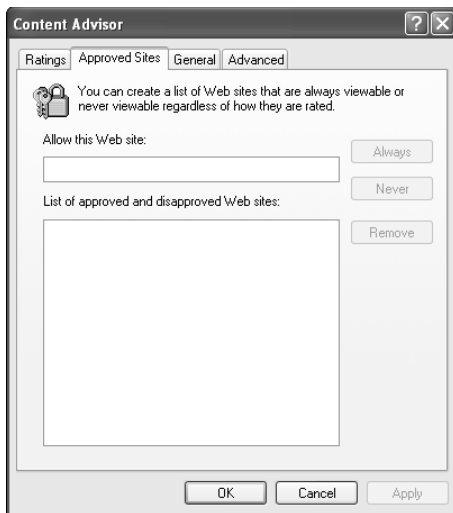 Content Advisor
Ratings Approved Sites General Advanced
You can create a list of Web sites that are always viewable or
never viewable regardless of how they are rated.
Allow this Web site:
Always
Never
List of approved and disapproved Web sites:
Remove
OK Cancel Apply